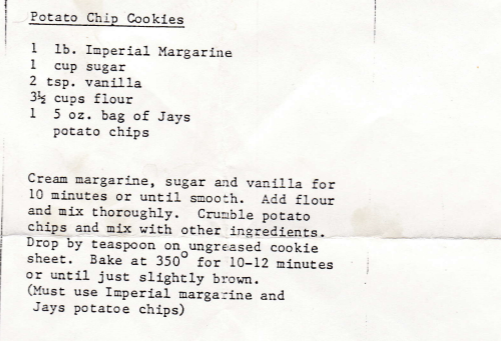 Potato Chip Cookies
1 lb. Imperial Margarine
1 cup sugar
2 tsp. vanilla
3½ cups flour
1 5 oz. bag of Jays
potato chips
Cream margarine, sugar and vanilla for
10 minutes or until smooth. Add flour
and mix thoroughly. Crumble potato
chips and mix with other ingredients.
Drop by teaspoon on ungreased cookie
sheet. Bake at 350° for 10-12 minutes
or until just slightly brown.
(Must use Imperial margarine and
Jays potatoe chips)